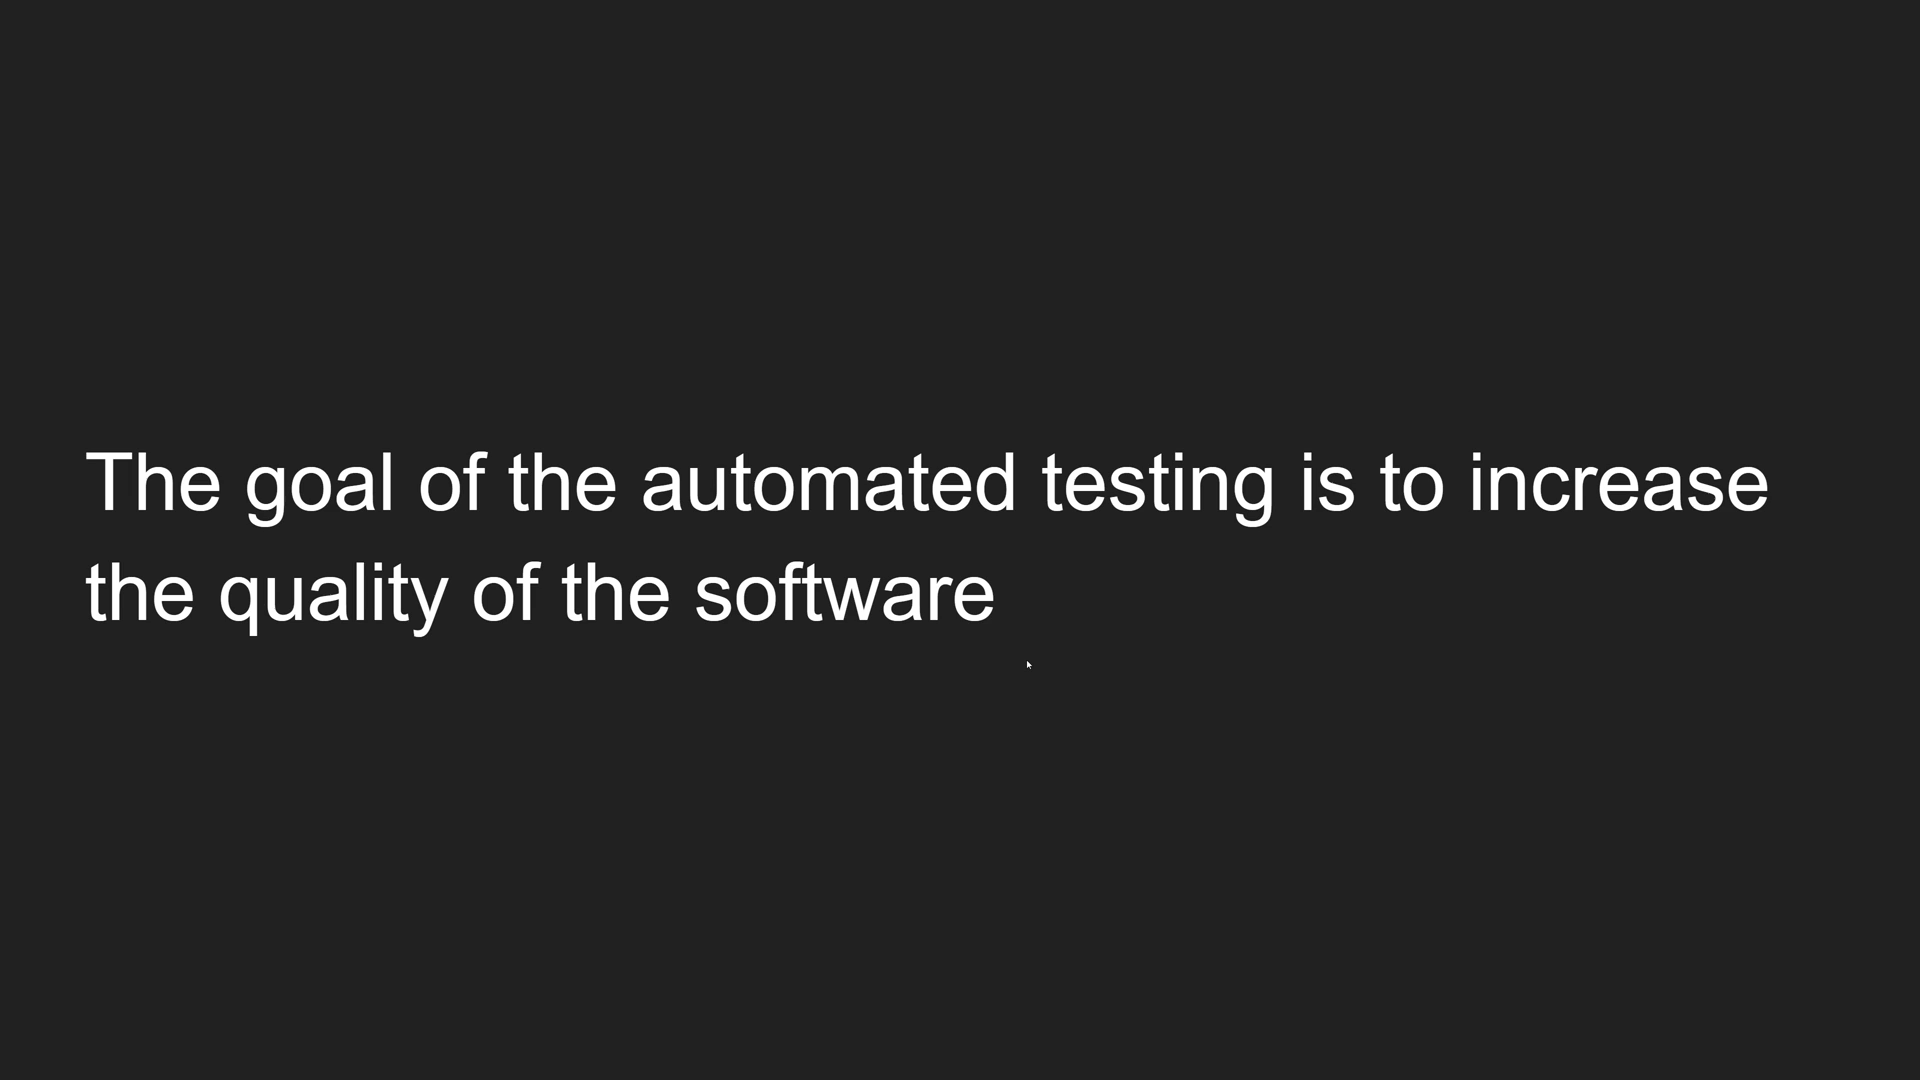 The goal of the automated testing is to increase
the quality of the software